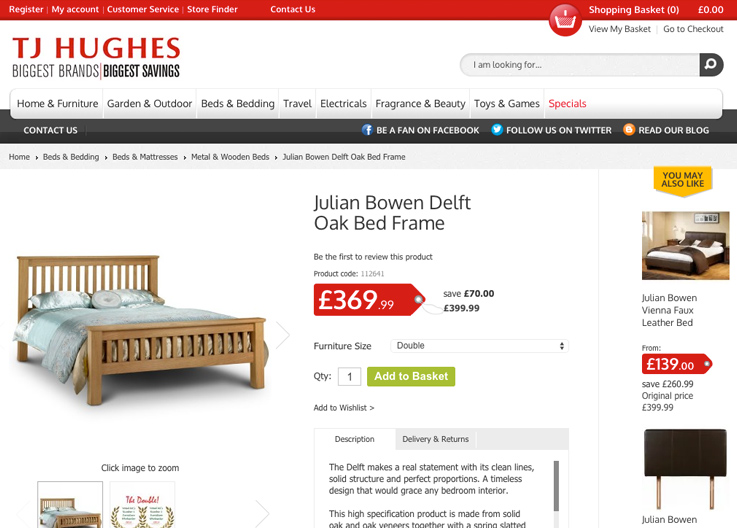 Register | My account | Customer Service | Store Finder Contact Us Shopping Basket (0) £0.00
View My Basket | Go to Checkout
TJ HUGHES
BIGGEST BRANDS|BIGGEST SAVINGS
I am looking for...
Home & Furniture Garden & Outdoor Beds & Bedding Travel Electricals Fragrance & Beauty Toys & Games Specials
CONTACT US BE A FAN ON FACEBOOK FOLLOW US ON TWITTER READ OUR BLOG
Home › Beds & Bedding › Beds & Mattresses › Metal & Wooden Beds › Julian Bowen Delft Oak Bed Frame
Julian Bowen Delft
Oak Bed Frame
Be the first to review this product
Product code: 112641
£369.99
save £70.00
£399.99
Furniture Size Double
Qty: 1 Add to Basket
Add to Wishlist >
Click image to zoom
The Double!
Description Delivery & Returns
The Delft makes a real statement with its clean lines,
solid structure and perfect proportions. A timeless
design that would grace any bedroom interior.
This high specification product is made from solid
oak and oak veneers together with a spring slatted
YOU MAY
ALSO LIKE
Julian Bowen
Vienna Faux
Leather Bed
From:
£139.00
save £260.99
Original price
£399.99
Julian Bowen